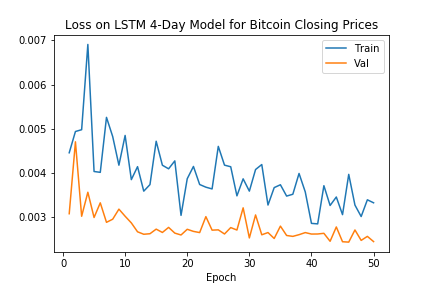 Loss on LSTM 4-Day Model for Bitcoin Closing Prices
Train
Val
0.007
0.006
0.005
0.004
0.003
0 10 20 30 40 50
Epoch